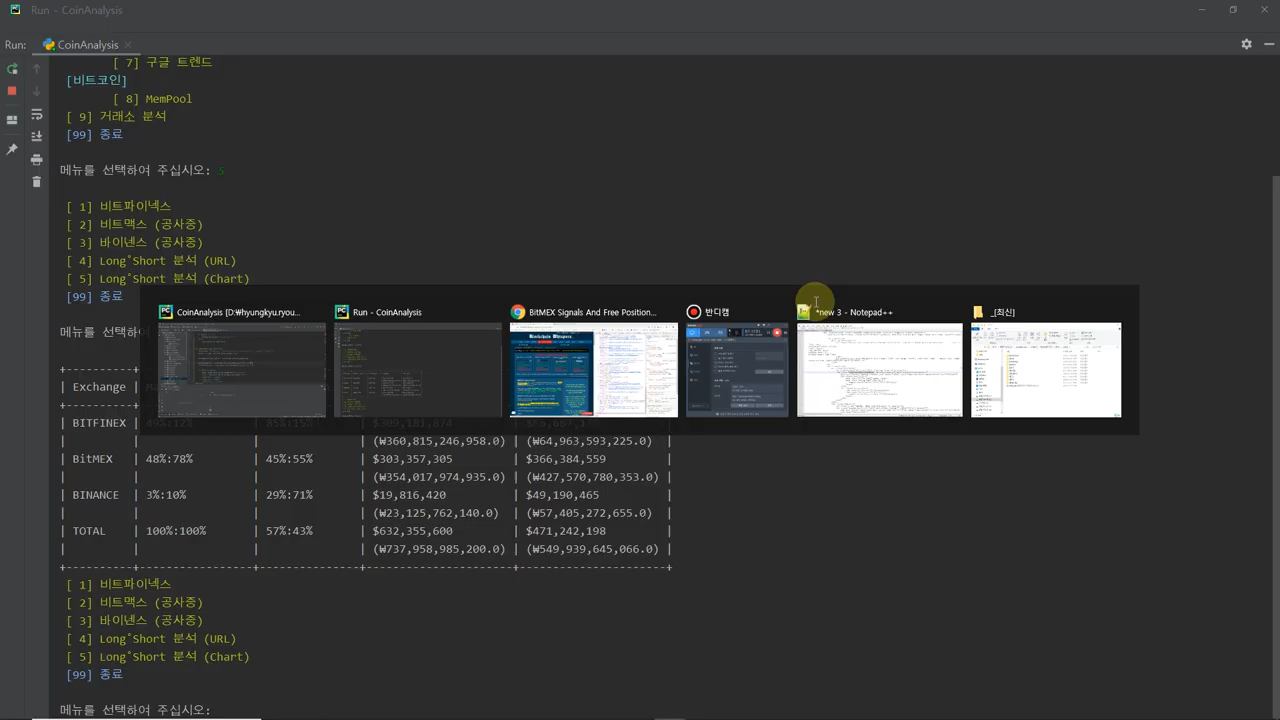 Run - CoinAnalysis
Run:
CoinAnalysis
[ 7] 구글 트렌드
[비트코인]
[ 8] MemPool
[ 9] 거래소 분석
[99] 종료
메뉴를 선택하여 주십시오: 5
[ 1] 비트파이넥스
[ 2] 비트맥스 (공사중)
[ 3] 바이넨스 (공사중)
[ 4] Long˚Short 분석 (URL)
[ 5] Long˚Short 분석 (Chart)
[99] 종료
메뉴를 선택하
CoinAnalysis [D:\hyungkyu.ryou...
Run - CoinAnalysis
BitMEX Signals And Free Position...
반디캠
*new 3 - Notepad++
_[최신]
+---------
| Exchange |
+---------
| BITFINEX | 49%:12% | 85%:15% | $309,181,874 |
| | | | (₩360,815,246,958.0) | (₩64,963,593,225.0) |
| BitMEX | 48%:78% | 45%:55% | $303,357,305 | $366,384,559 |
| | | | (₩354,017,974,935.0) | (₩427,570,780,353.0) |
| BINANCE | 3%:10% | 29%:71% | $19,816,420 | $49,190,465 |
| | | | (₩23,125,762,140.0) | (₩57,405,272,655.0) |
| TOTAL | 100%:100% | 57%:43% | $632,355,600 | $471,242,198 |
| | | | (₩737,958,985,200.0) | (₩549,939,645,066.0) |
+----------+----------------+---------------+----------------------+---------------------+
[ 1] 비트파이넥스
[ 2] 비트맥스 (공사중)
[ 3] 바이넨스 (공사중)
[ 4] Long˚Short 분석 (URL)
[ 5] Long˚Short 분석 (Chart)
[99] 종료
메뉴를 선택하여 주십시오: